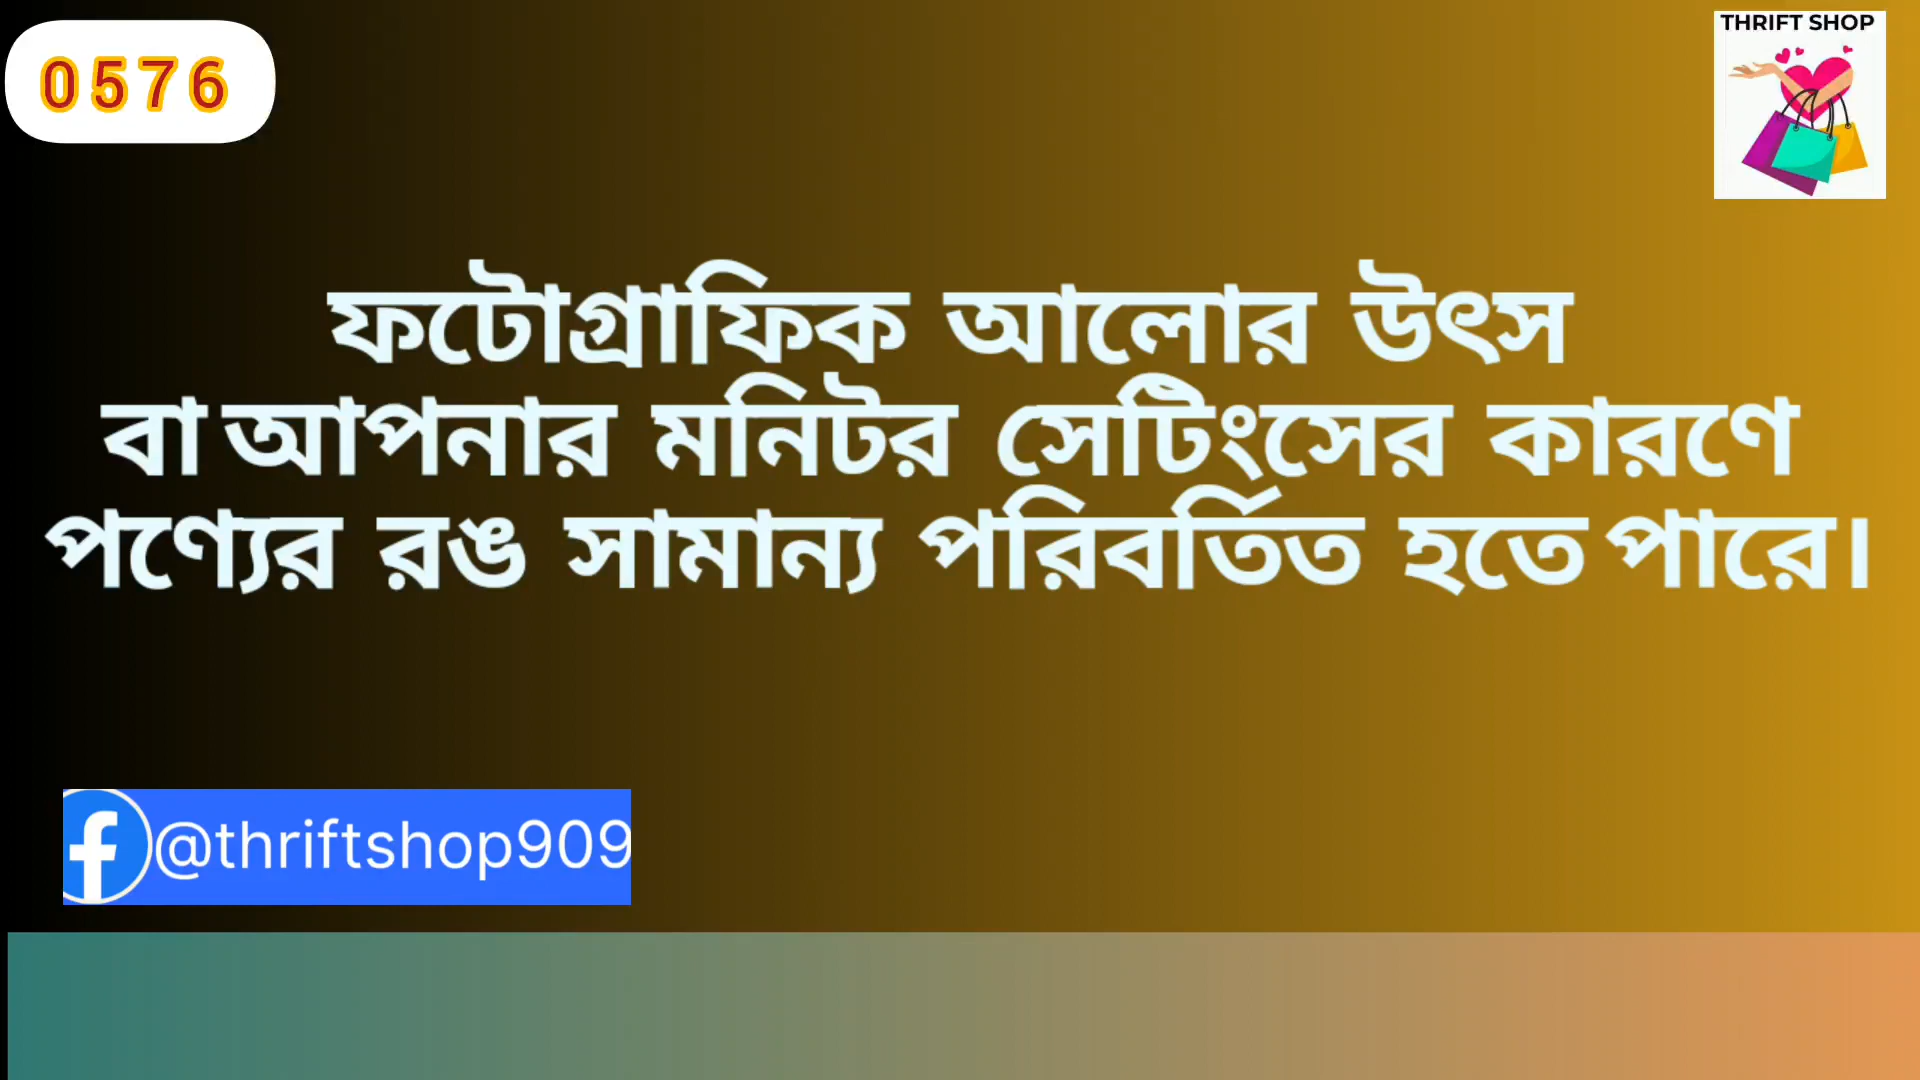 0576
THRIFT SHOP
ফটোগ্রাফিক আলোর উৎস
বা আপনার মনিটর সেটিংসের কারণে
পণ্যের রঙ সামান্য পরিবর্তিত হতে পারে।
@thriftshop909